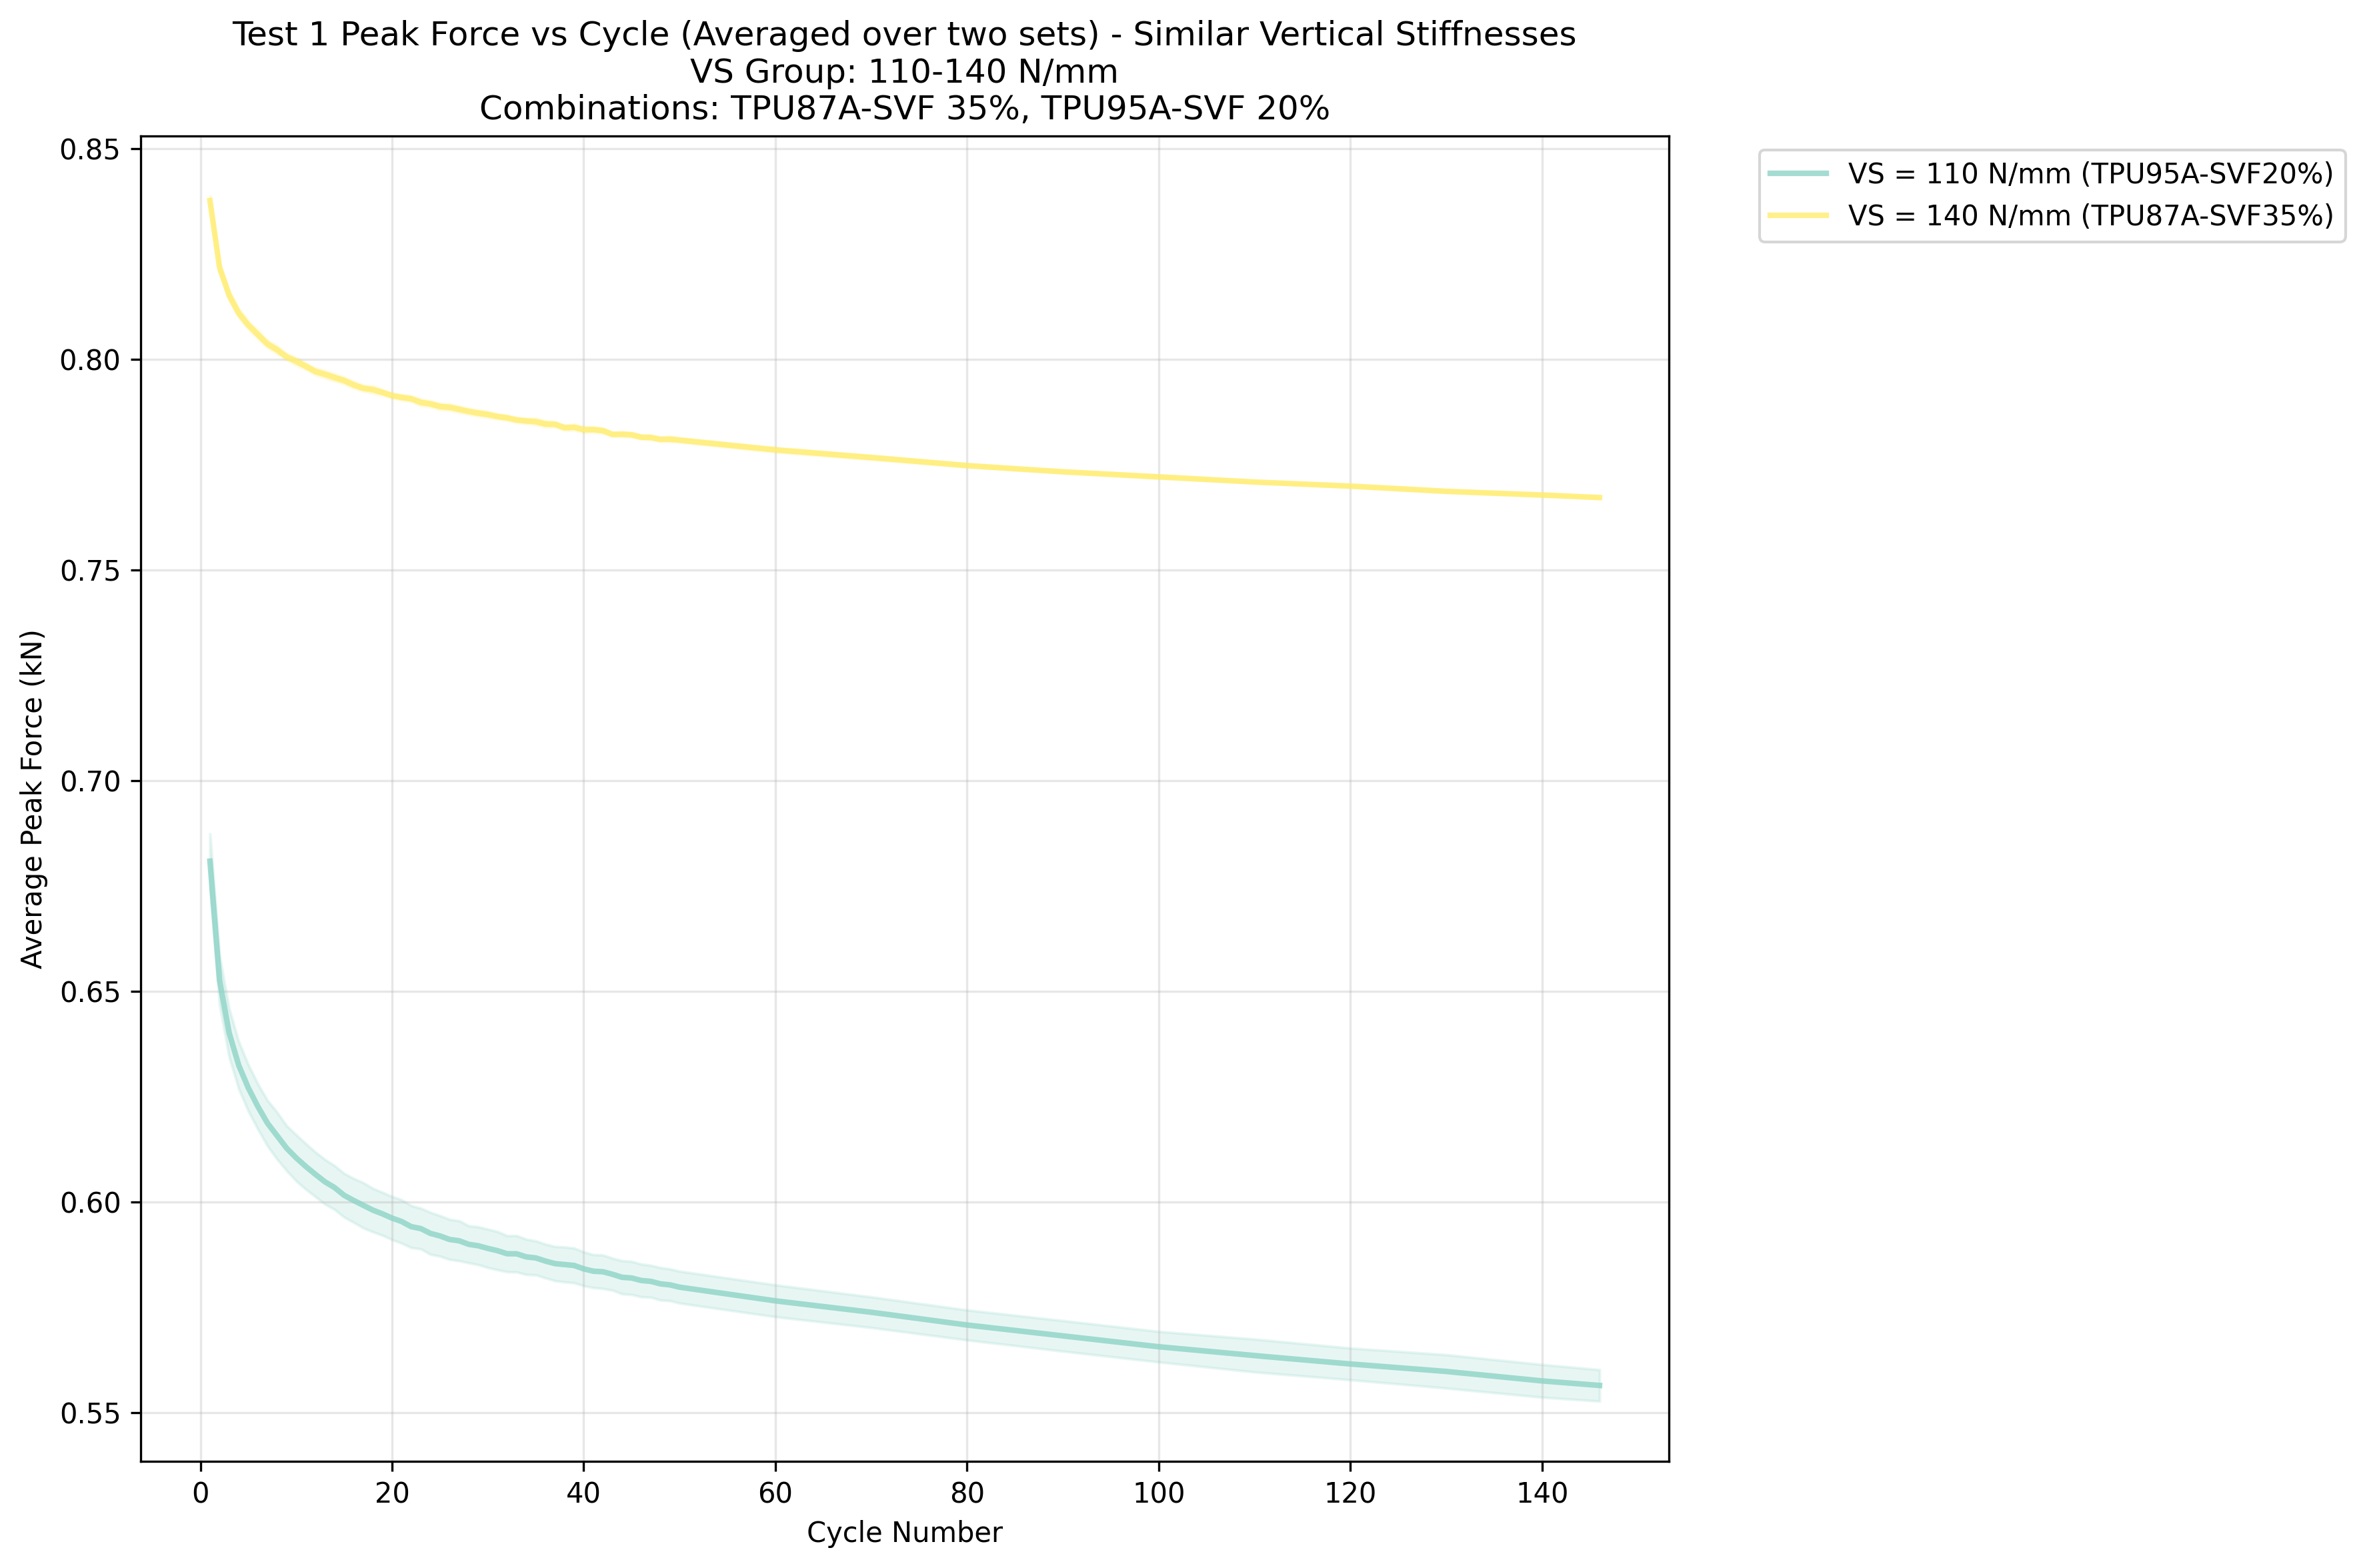 Test 1 Peak Force vs Cycle (Averaged over two sets) - Similar Vertical Stiffnesses
VS Group: 110-140 N/mm
Combinations: TPU87A-SVF 35%, TPU95A-SVF 20%
VS = 110 N/mm (TPU95A-SVF20%)
VS = 140 N/mm (TPU87A-SVF35%)
Average Peak Force (kN)
0.85
0.80
0.75
0.70
0.65
0.60
0.55
0 20 40 60 80 100 120 140
Cycle Number